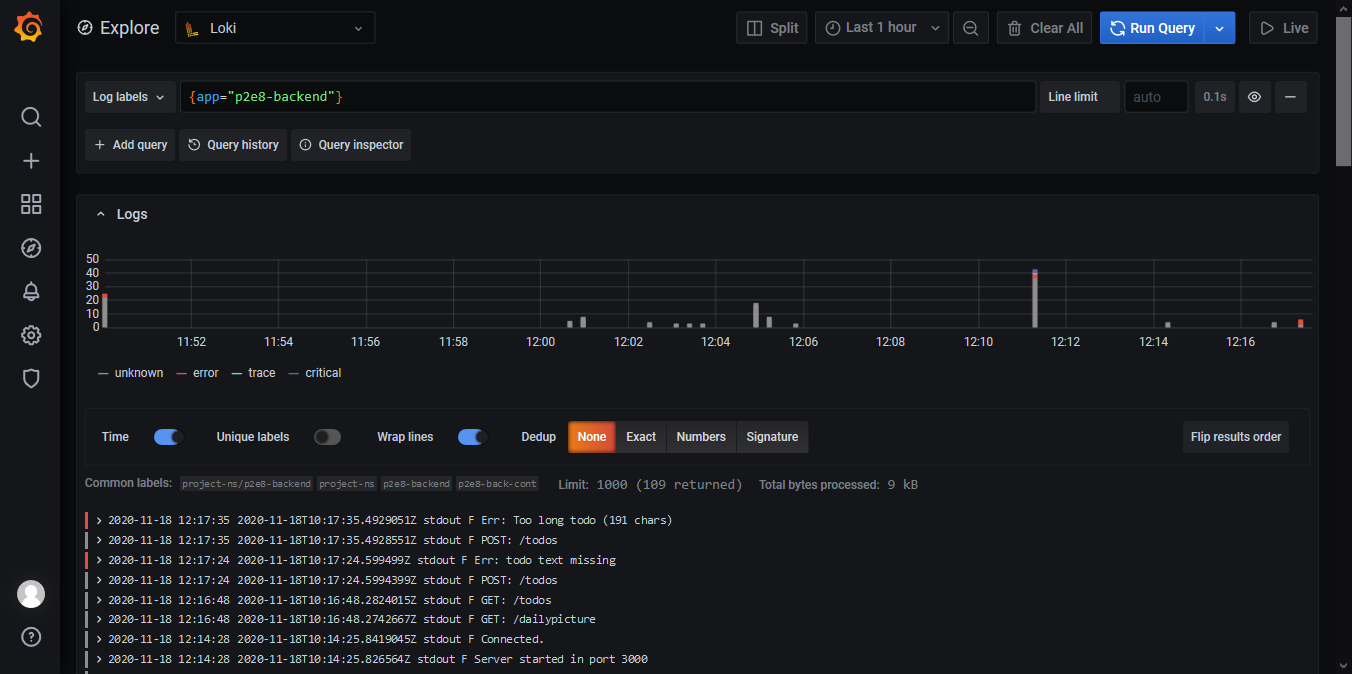 Explore Loki Split Last 1 hour Clear All Run Query Live
Log labels {app="p2e8-backend"} Line limit auto 0.1s
Add query Query history Query inspector
Logs
50
40
30
20
10
0
11:52 11:54 11:56 11:58 12:00 12:02 12:04 12:06 12:08 12:10 12:12 12:14 12:16
unknown error trace critical
Time Unique labels Wrap lines Dedup None Exact Numbers Signature Flip results order
Common labels: project-ns/p2e8-backend project-ns p2e8-backend p2e8-back-cont Limit: 1000 (109 returned) Total bytes processed: 9 kB
2020-11-18 12:17:35 2020-11-18T10:17:35.4929051Z stdout F Err: Too long todo (191 chars)
2020-11-18 12:17:35 2020-11-18T10:17:35.4928551Z stdout F POST: /todos
2020-11-18 12:17:24 2020-11-18T10:17:24.599499Z stdout F Err: todo text missing
2020-11-18 12:17:24 2020-11-18T10:17:24.5994399Z stdout F POST: /todos
2020-11-18 12:16:48 2020-11-18T10:16:48.2824015Z stdout F GET: /todos
2020-11-18 12:16:48 2020-11-18T10:16:48.2742667Z stdout F GET: /dailypicture
2020-11-18 12:14:28 2020-11-18T10:14:25.8419045Z stdout F Connected.
2020-11-18 12:14:28 2020-11-18T10:14:25.826564Z stdout F Server started in port 3000